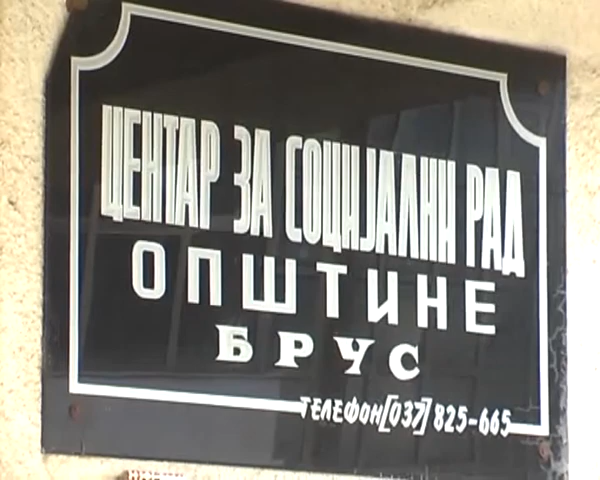 ЦЕНТАР ЗА СОЦИЈАЛНИ РАД
ОПШТИНЕ
БРУС
ТЕЛЕФОН[037] 825-665